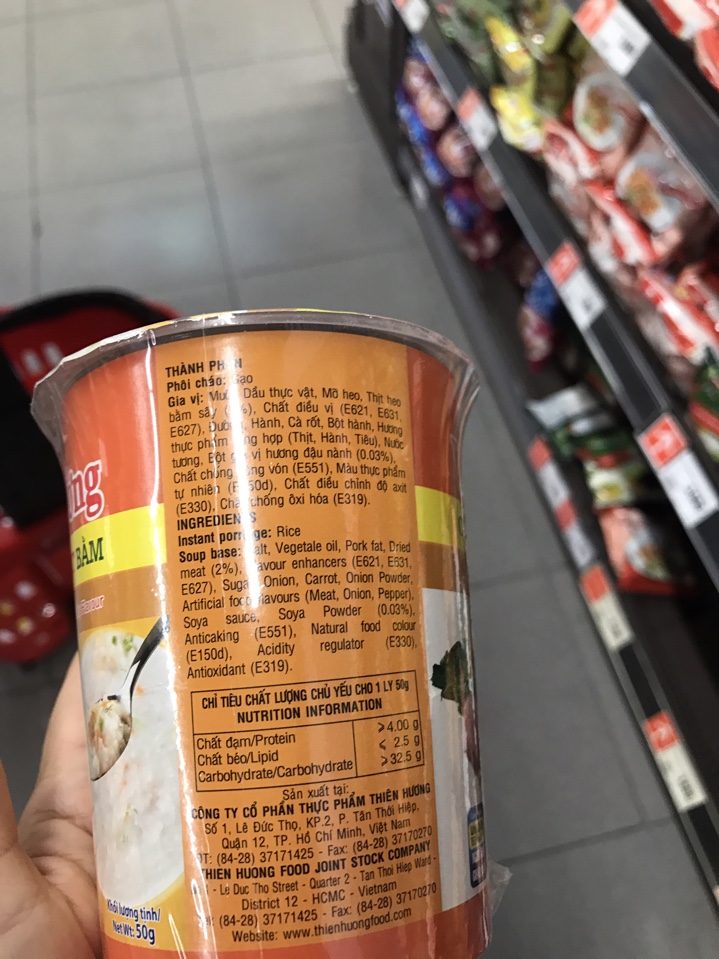 THÀNH PHẦN
Phôi cháo: Gạo
Gia vị: Muối, Dầu thực vật, Mỡ heo, Thịt heo
bằm sấy (2%), Chất điều vị (E621, E631,
E627), Đường, Hành, Cà rốt, Bột hành, Hương
thực phẩm tổng hợp (Thịt, Hành, Tiêu), Nước
tương, Bột gia vị hương đậu nành (0.03%),
Chất chống đông vón (E551), Màu thực phẩm
tự nhiên (E150d), Chất điều chỉnh độ axit
(E330), Chất chống ôxi hóa (E319).
INGREDIENTS
Instant porridge: Rice
Soup base: Salt, Vegetale oil, Pork fat, Dried
meat (2%), Flavour enhancers (E621, E631,
E627), Sugar, Onion, Carrot, Onion Powder,
Artificial food flavours (Meat, Onion, Pepper),
Soya sauce, Soya Powder (0.03%),
Anticaking (E551), Natural food colour
(E150d), Acidity regulator (E330),
Antioxidant (E319).
CHỈ TIÊU CHẤT LƯỢNG CHỦ YẾU CHO 1 LY 50g
NUTRITION INFORMATION
Chất đạm/Protein ≥4.00 g
Chất béo/Lipid ≤ 2.5 g
Carbohydrate/Carbohydrate ≥32.5 g
Sản xuất tại:
CÔNG TY CỔ PHẦN THỰC PHẨM THIÊN HƯƠNG
Số 1, Lê Đức Thọ, KP.2, P. Tân Thới Hiệp,
Quận 12, TP. Hồ Chí Minh, Việt Nam
ĐT: (84-28) 37171425 - Fax: (84-28) 37170270
THIEN HUONG FOOD JOINT STOCK COMPANY
1 - Le Duc Tho Street - Quarter 2 - Tan Thoi Hiep Ward -
District 12 - HCMC - Vietnam
Tel: (84-28) 37171425 - Fax: (84-28) 37170270
Website: www.thienhuongfood.com
BẰM
Flavour
Khối lượng tịnh/
Net Wt: 50g